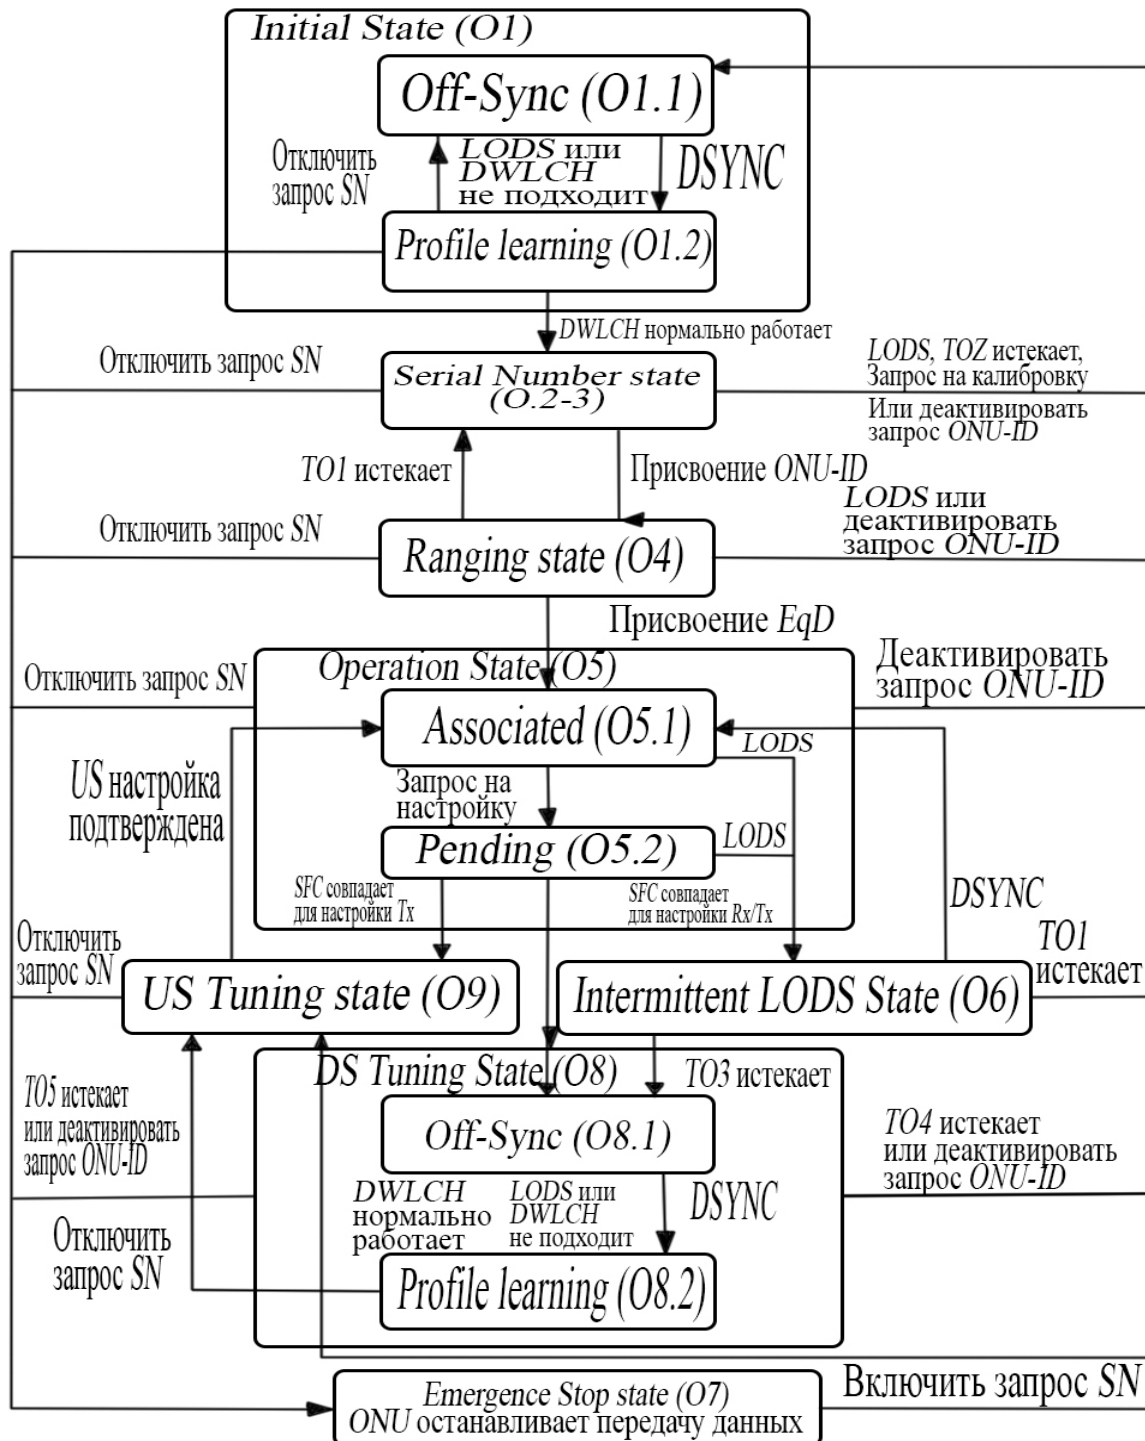 Initial State (O1)
Off-Sync (O1.1)
Отключить
запрос SN
LODS или
DWLCH
не подходит
DSYNC
Profile learning (O1.2)
DWLCH нормально работает
Отключить запрос SN
Serial Number state
(O.2-3)
LODS, TOZ истекает,
Запрос на калибровку
Или деактивировать
запрос ONU-ID
TO1 истекает
Присвоение ONU-ID
Отключить запрос SN
LODS или
деактивировать
запрос ONU-ID
Ranging state (O4)
Присвоение EqD
Отключить запрос SN
Operation State (O5)
Деактивировать
запрос ONU-ID
Associated (O5.1)
LODS
US настройка
подтверждена
Запрос на
настройку
Pending (O5.2)
LODS
SFC совпадает
для настройки Tx
SFC совпадает
для настройки Rx/Tx
DSYNC
Отключить
запрос SN
TO1
истекает
US Tuning state (O9)
Intermittent LODS State (O6)
DS Tuning State (O8)
TO3 истекает
TO5 истекает
или деактивировать
запрос ONU-ID
Off-Sync (O8.1)
TO4 истекает
или деактивировать
запрос ONU-ID
DWLCH
нормально
работает
LODS или
DWLCH
не подходит
DSYNC
Отключить
запрос SN
Profile learning (O8.2)
Emergence Stop state (O7)
ONU останавливает передачу данных
Включить запрос SN